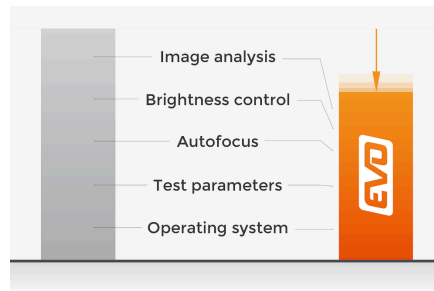 Image analysis
Brightness control
Autofocus
Test parameters
Operating system
EVO